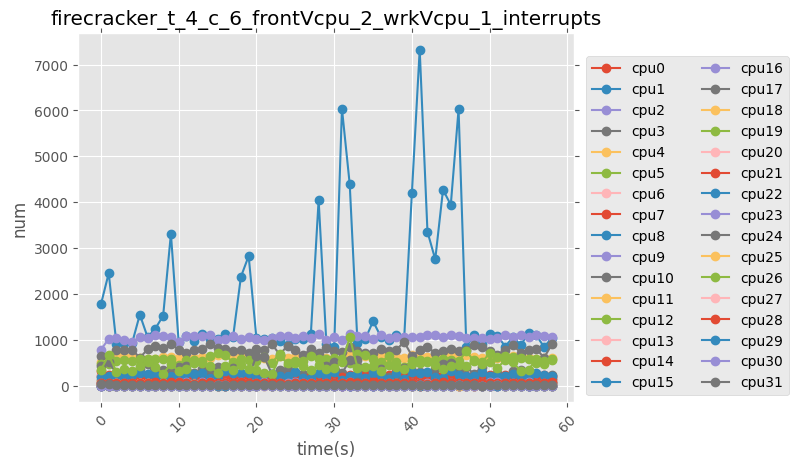 firecracker_t_4_c_6_frontVcpu_2_wrkVcpu_1_interrupts
num
7000
6000
5000
4000
3000
2000
1000
0
0
10
20
30
40
50
60
time(s)
cpu0
cpu1
cpu2
cpu3
cpu4
cpu5
cpu6
cpu7
cpu8
cpu9
cpu10
cpu11
cpu12
cpu13
cpu14
cpu15
cpu16
cpu17
cpu18
cpu19
cpu20
cpu21
cpu22
cpu23
cpu24
cpu25
cpu26
cpu27
cpu28
cpu29
cpu30
cpu31